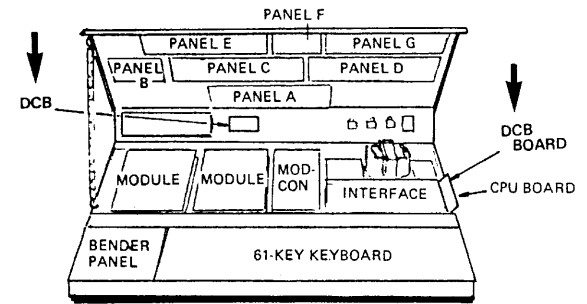 PANEL F
PANEL E
PANEL G
PANEL
B
PANEL C
PANEL D
PANEL A
DCB
DCB
BOARD
MODULE
MODULE
MOD-
CON
INTERFACE
CPU BOARD
BENDER
PANEL
61-KEY KEYBOARD